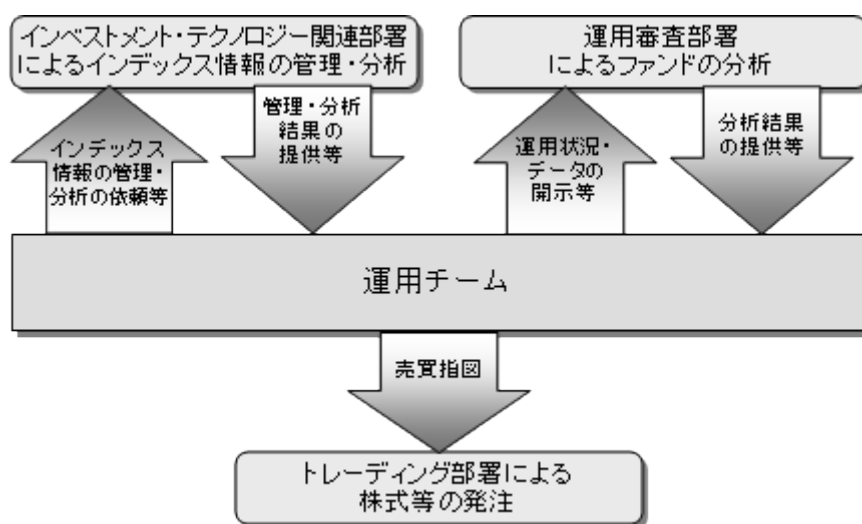 インベストメント・テクノロジー関連部署
によるインデックス情報の管理・分析
運用審査部署
によるファンドの分析
インデックス
情報の管理・
分析の依頼等
管理・分析
結果の
提供等
運用状況・
データの
開示等
分析結果
の提供等
運用チーム
売買指図
トレーディング部署による
株式等の発注